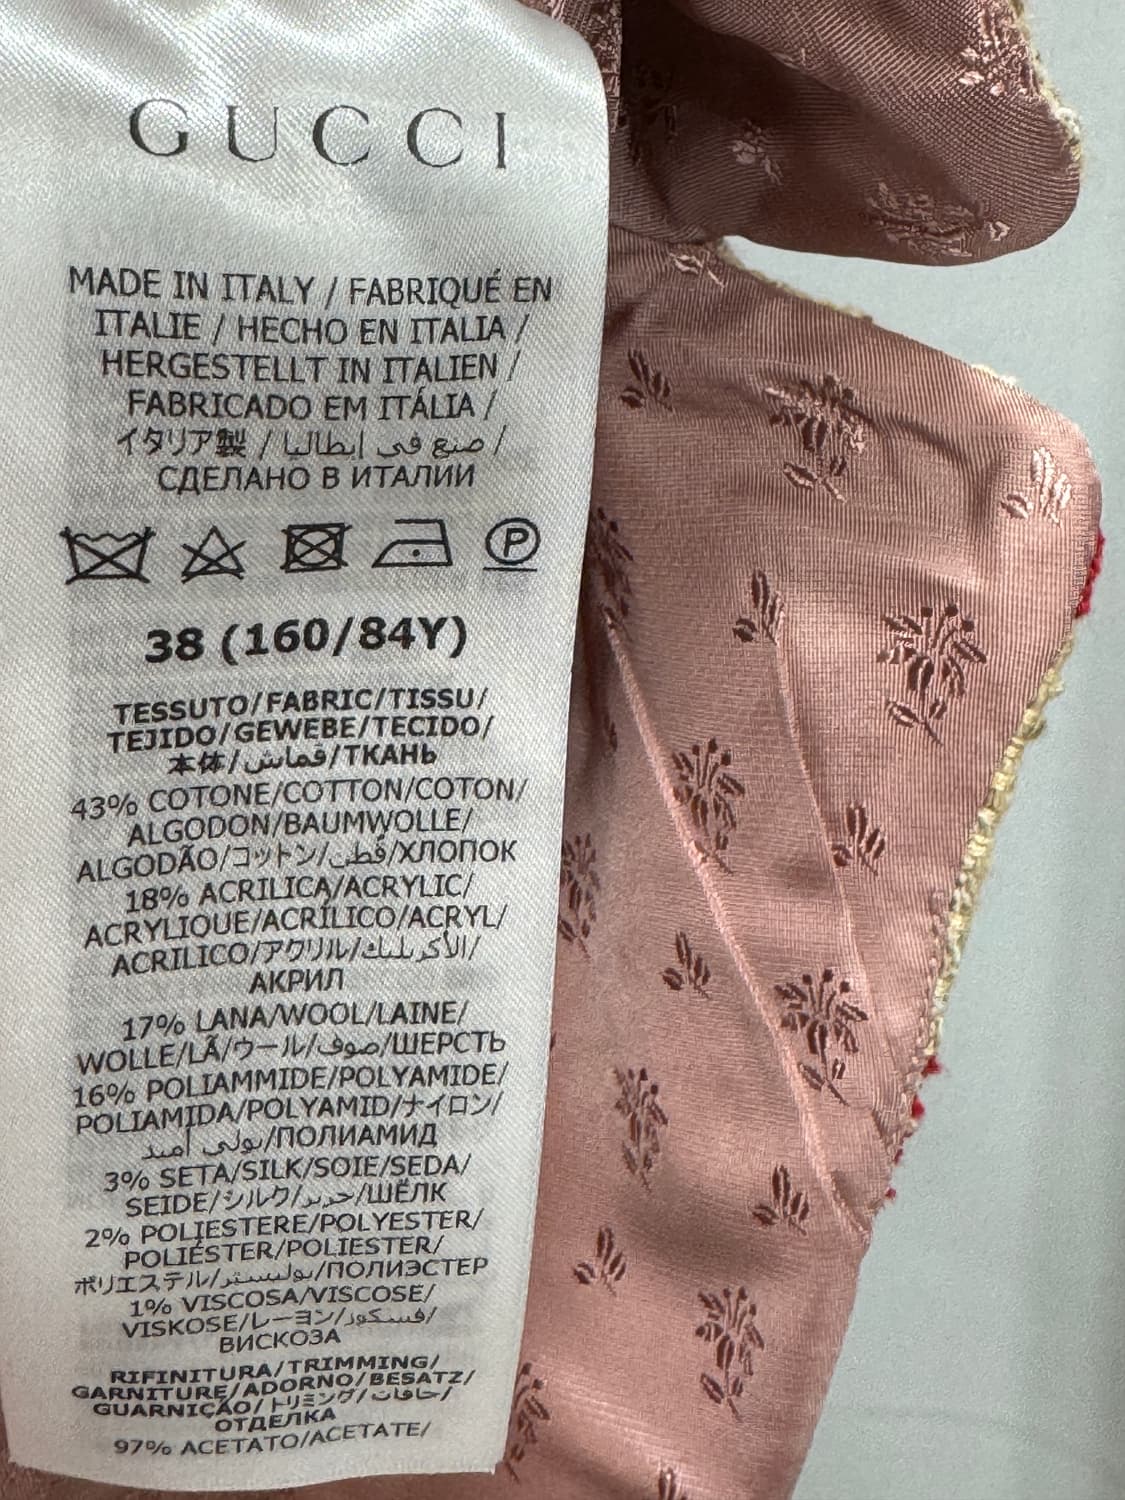 GUCCI
MADE IN ITALY / FABRIQUÉ EN
ITALIE / HECHO EN ITALIA /
HERGESTELLT IN ITALIEN /
FABRICADO EM ITÁLIA /
イタリア製 / صنع في إيطاليا /
СДЕЛАНО В ИТАЛИИ
P
38 (160/84Y)
TESSUTO/FABRIC/TISSU/
TEJIDO/GEWEBE/TECIDO/
本体/قماش/ТКАНЬ
43% COTONE/COTTON/COTON/
ALGODON/BAUMWOLLE/
ALGODÃO/コットン/قطن/ХЛОПОК
18% ACRILICA/ACRYLIC/
ACRYLIQUE/ACRÍLICO/ACRYL/
ACRILICO/アクリル/الأكريليك/
АКРИЛ
17% LANA/WOOL/LAINE/
WOLLE/LÃ/ウール/صوف/ШЕРСТЬ
16% POLIAMMIDE/POLYAMIDE/
POLIAMIDA/POLYAMID/ナイロン/
بولي أميد/ПОЛИАМИД
3% SETA/SILK/SOIE/SEDA/
SEIDE/シルク/حرير/ШЁЛК
2% POLIESTERE/POLYESTER/
POLIÉSTER/POLIESTER/
ポリエステル/بوليستر/ПОЛИЭСТЕР
1% VISCOSA/VISCOSE/
VISKOSE/レーヨン/فسكوز/
ВИСКОЗА
RIFINITURA/TRIMMING/
GARNITURE/ADORNO/BESATZ/
GUARNIÇÃO/トリミング/حافات/
ОТДЕЛКА
97% ACETATO/ACETATE/